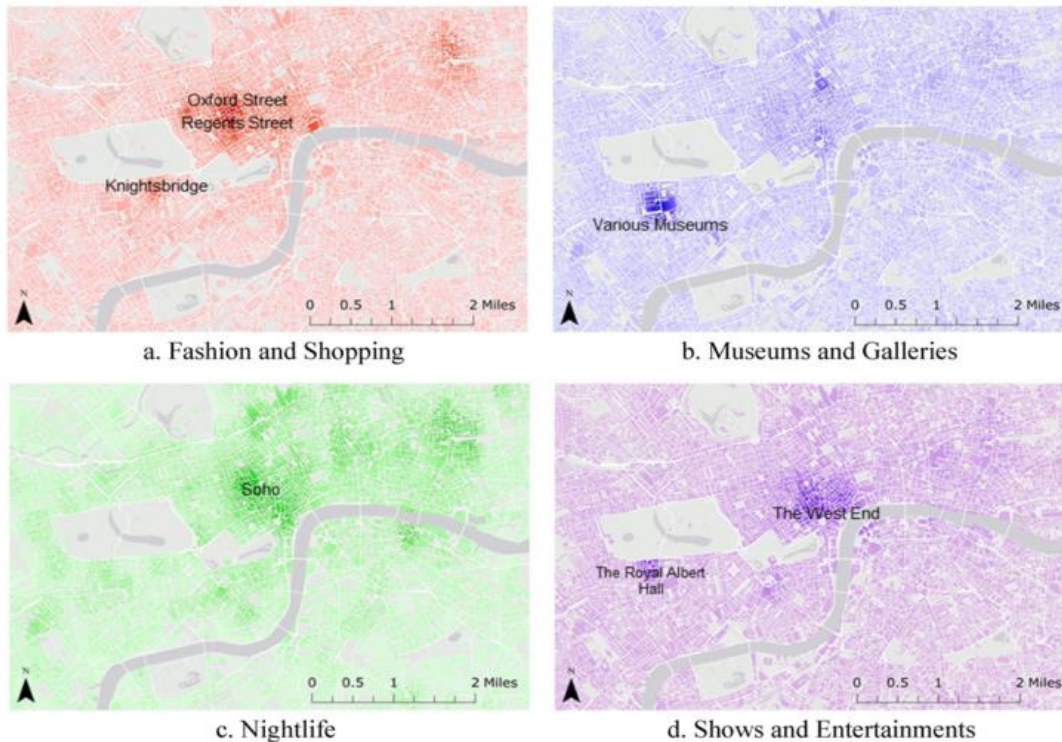 Oxford Street
Regents Street
Knightsbridge
N
0 0.5 1 2 Miles
a. Fashion and Shopping
Various Museums
N
0 0.5 1 2 Miles
b. Museums and Galleries
Soho
N
0 0.5 1 2 Miles
c. Nightlife
The West End
The Royal Albert
Hall
N
0 0.5 1 2 Miles
d. Shows and Entertainments